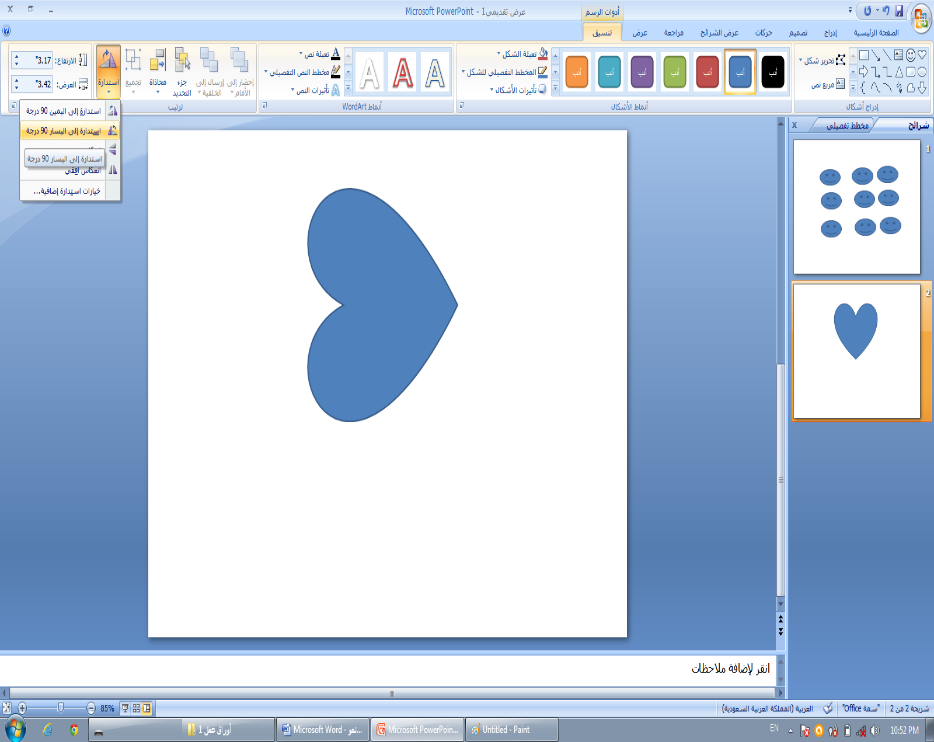 عرض تقديمي1 - Microsoft PowerPoint
أدوات الرسم
الصفحة الرئيسية
إدراج
تصميم
حركات
عرض الشرائح
مراجعة
عرض
تنسيق
تحرير شكل
مربع نص
إدراج أشكال
أنماط الأشكال
تعبئة الشكل
المخطط التفصيلي للشكل
تأثيرات الأشكال
أنماط WordArt
تعبئة نص
مخطط النص التفصيلي
تأثيرات النص
ترتيب
إحضار إلى الأمام
إرسال إلى الخلفية
جزء التحديد
محاذاة
تجميع
استدارة
الارتفاع: 3.17"
العرض: 3.42"
استدارة إلى اليمين 90 درجة
استدارة إلى اليسار 90 درجة
استدارة إلى اليسار 90 درجة
انعكاس أفقي
خيارات استدارة إضافية...
شرائح
مخطط تفصيلي
X
1
2
انقر لإضافة ملاحظات
شريحة 2 من 2
"سمة Office"
العربية (المملكة العربية السعودية)
85%
أوراق عمل 1
Microsoft Word - ...
Microsoft PowerPoin...
Untitled - Paint
EN
10:52 PM